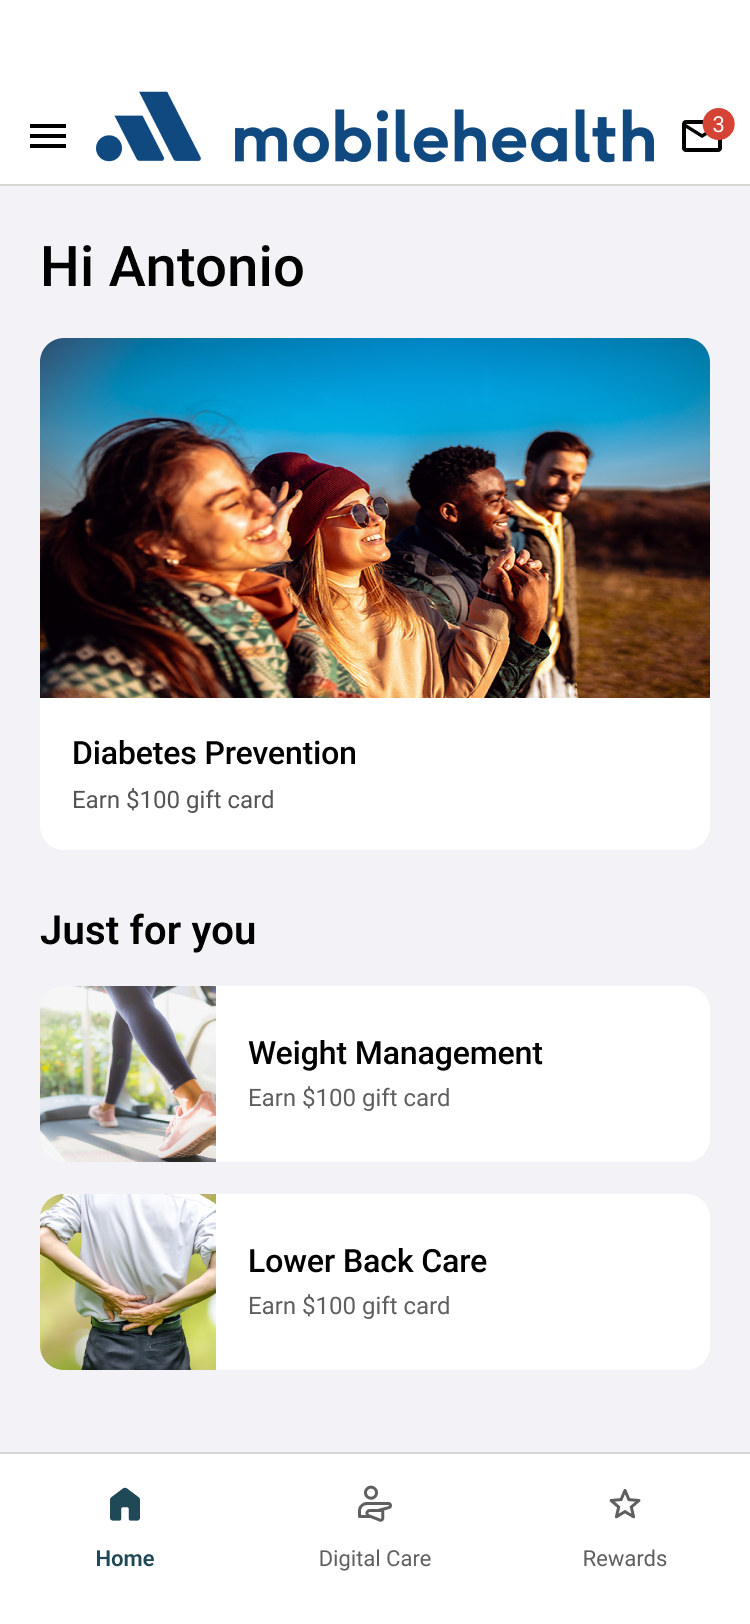 mobilehealth
3
Hi Antonio
Diabetes Prevention
Earn $100 gift card
Just for you
Weight Management
Earn $100 gift card
Lower Back Care
Earn $100 gift card
Home
Digital Care
Rewards